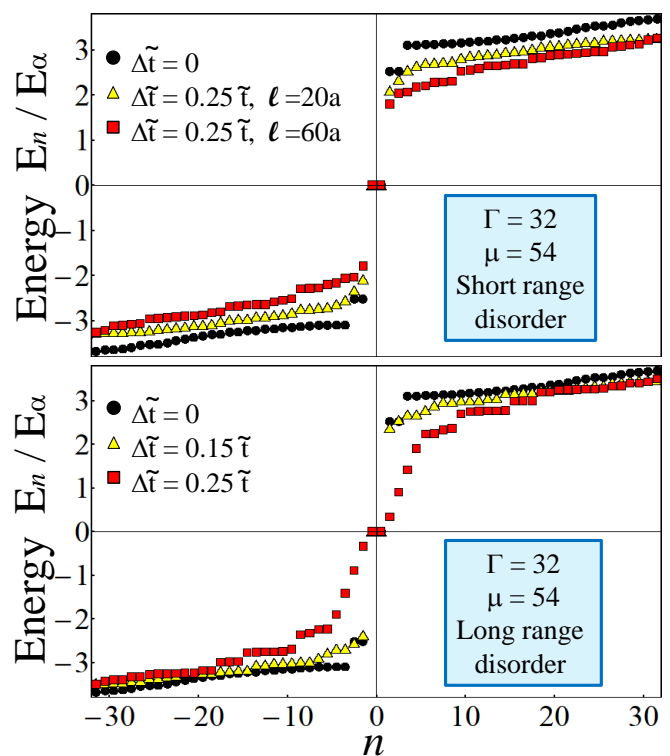 Energy E_n / E_α
3
2
1
0
−1
−2
−3
Δt̃ = 0
Δt̃ = 0.25 t̃, ℓ =20a
Δt̃ = 0.25 t̃, ℓ =60a
Γ = 32
μ = 54
Short range
disorder
Energy E_n / E_α
3
2
1
0
−1
−2
−3
Δt̃ = 0
Δt̃ = 0.15 t̃
Δt̃ = 0.25 t̃
Γ = 32
μ = 54
Long range
disorder
−30 −20 −10 0 10 20 30
n